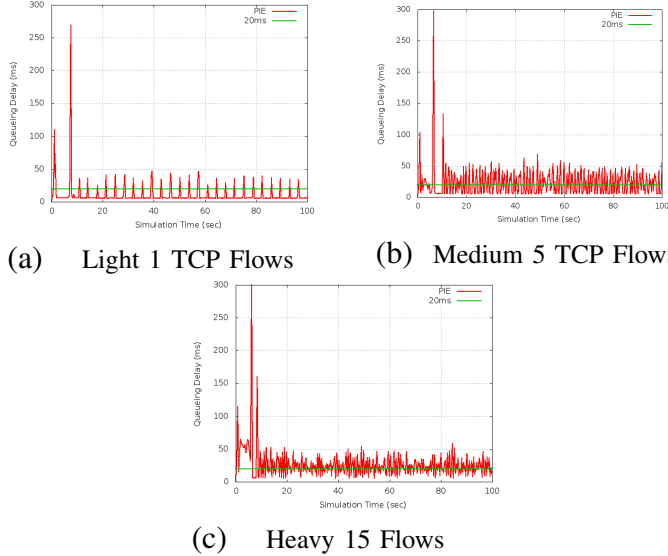 300
250
200
150
100
50
0
Queueing Delay (ms)
PIE
20ms
0 20 40 60 80 100
Simulation Time (sec)
(a) Light 1 TCP Flows
300
250
200
150
100
50
0
Queueing Delay (ms)
PIE
20ms
0 20 40 60 80 100
Simulation Time (sec)
(b) Medium 5 TCP Flows
300
250
200
150
100
50
0
Queueing Delay (ms)
PIE
20ms
0 20 40 60 80 100
Simulation Time (sec)
(c) Heavy 15 Flows